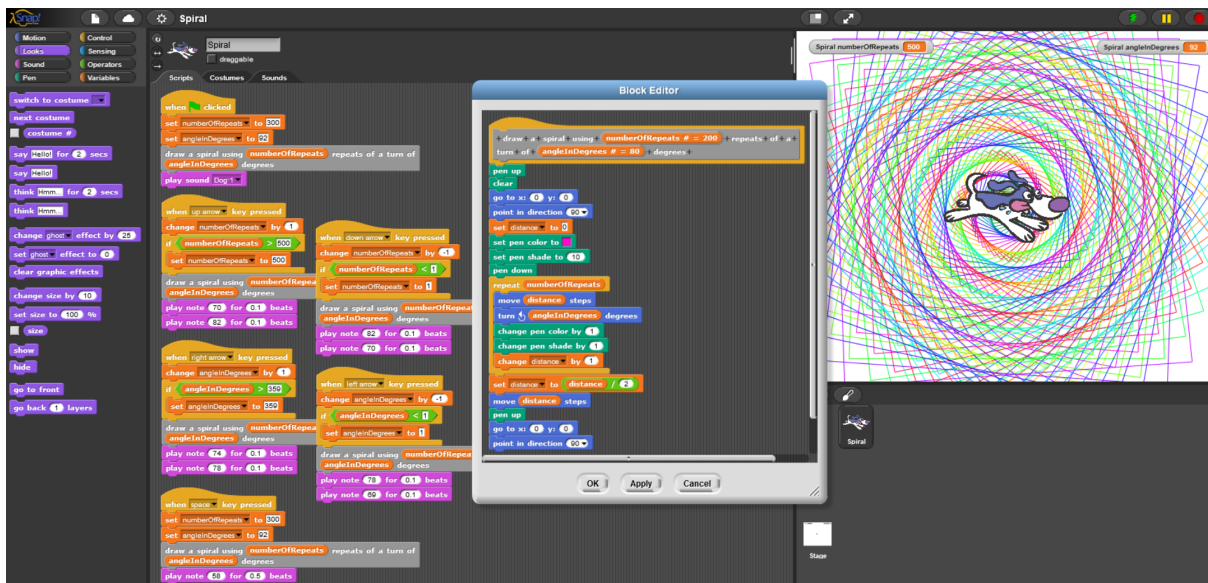 Snap!
Spiral
Motion Control
Looks Sensing
Sound Operators
Pen Variables
switch to costume
next costume
costume #
say Hello! for 2 secs
say Hello!
think Hmm... for 2 secs
think Hmm...
change ghost effect by 25
set ghost effect to 0
clear graphic effects
change size by 10
set size to 100 %
size
show
hide
go to front
go back 1 layers
Spiral
draggable
Scripts Costumes Sounds
when clicked
set numberOfRepeats to 300
set angleInDegrees to 92
draw a spiral using numberOfRepeats repeats of a turn of
angleInDegrees degrees
play sound Dog 1
when up arrow key pressed
change numberOfRepeats by 1
if numberOfRepeats > 500
set numberOfRepeats to 500
draw a spiral using numberOfRepea
angleInDegrees degrees
play note 70 for 0.1 beats
play note 82 for 0.1 beats
when right arrow key pressed
change angleInDegrees by 1
if angleInDegrees > 359
set angleInDegrees to 359
draw a spiral using numberOfRepea
angleInDegrees degrees
play note 74 for 0.1 beats
play note 78 for 0.1 beats
when space key pressed
set numberOfRepeats to 300
set angleInDegrees to 92
draw a spiral using numberOfRepeats repeats of a turn of
angleInDegrees degrees
play note 58 for 0.5 beats
when down arrow key pressed
change numberOfRepeats by -1
if numberOfRepeats < 1
set numberOfRepeats to 1
draw a spiral using numberOfRepeat
angleInDegrees degrees
play note 82 for 0.1 beats
play note 70 for 0.1 beats
when left arrow key pressed
change angleInDegrees by -1
if angleInDegrees < 1
set angleInDegrees to 1
draw a spiral using numberOfRepea
angleInDegrees degrees
play note 78 for 0.1 beats
play note 69 for 0.1 beats
Block Editor
+ draw + a + spiral + using + numberOfRepeats # = 200 + repeats + of + a +
turn + of + angleInDegrees # = 80 + degrees +
pen up
clear
go to x: 0 y: 0
point in direction 90
set distance to 0
set pen color to
set pen shade to 10
pen down
repeat numberOfRepeats
move distance steps
turn angleInDegrees degrees
change pen color by 1
change pen shade by 1
change distance by 1
set distance to distance / 2
move distance steps
pen up
go to x: 0 y: 0
point in direction 90
OK Apply Cancel
Spiral numberOfRepeats 500
Spiral angleInDegrees 92
Spiral
Stage